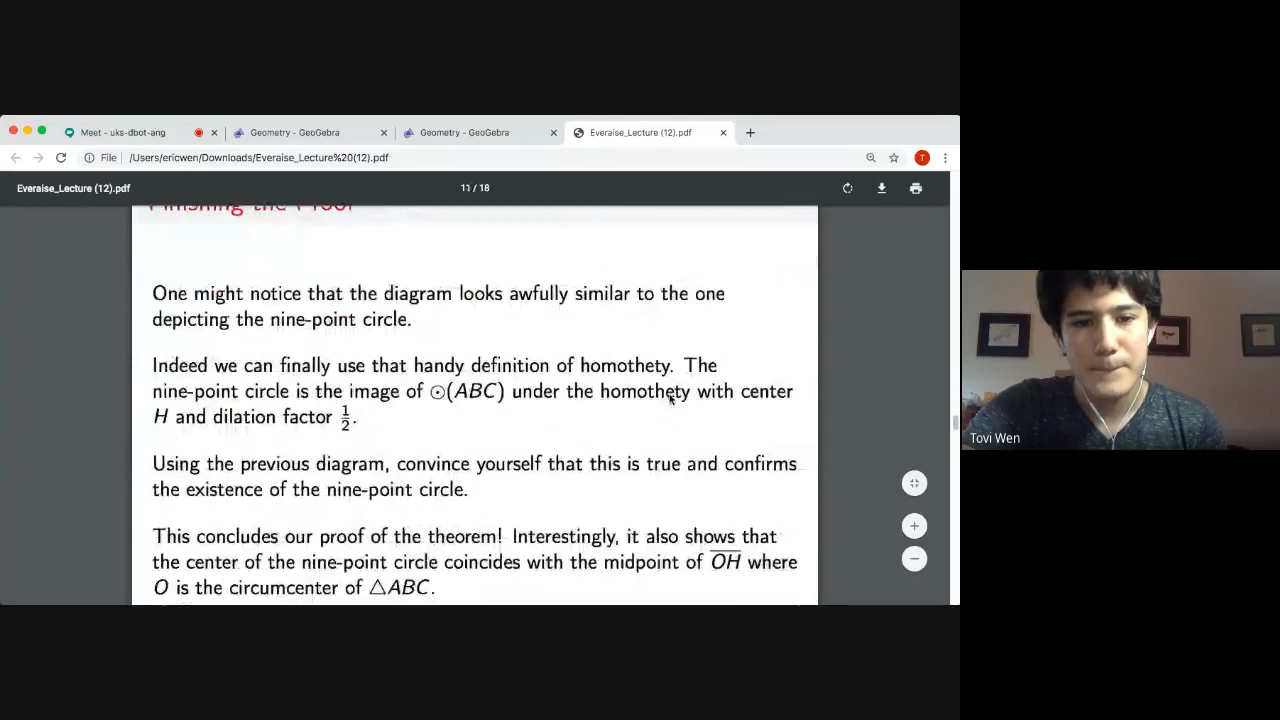 Meet - uks-dbot-ang
Geometry - GeoGebra
Geometry - GeoGebra
Everaise_Lecture (12).pdf
File
/Users/ericwen/Downloads/Everaise_Lecture%20(12).pdf
T
Everaise_Lecture (12).pdf
11 / 18
Finishing the Proof
One might notice that the diagram looks awfully similar to the one
depicting the nine-point circle.
Indeed we can finally use that handy definition of homothety. The
nine-point circle is the image of ⊙(ABC) under the homothety with center
H and dilation factor 1/2.
Using the previous diagram, convince yourself that this is true and confirms
the existence of the nine-point circle.
This concludes our proof of the theorem! Interestingly, it also shows that
the center of the nine-point circle coincides with the midpoint of O̅H̅ where
O is the circumcenter of △ABC.
Tovi Wen